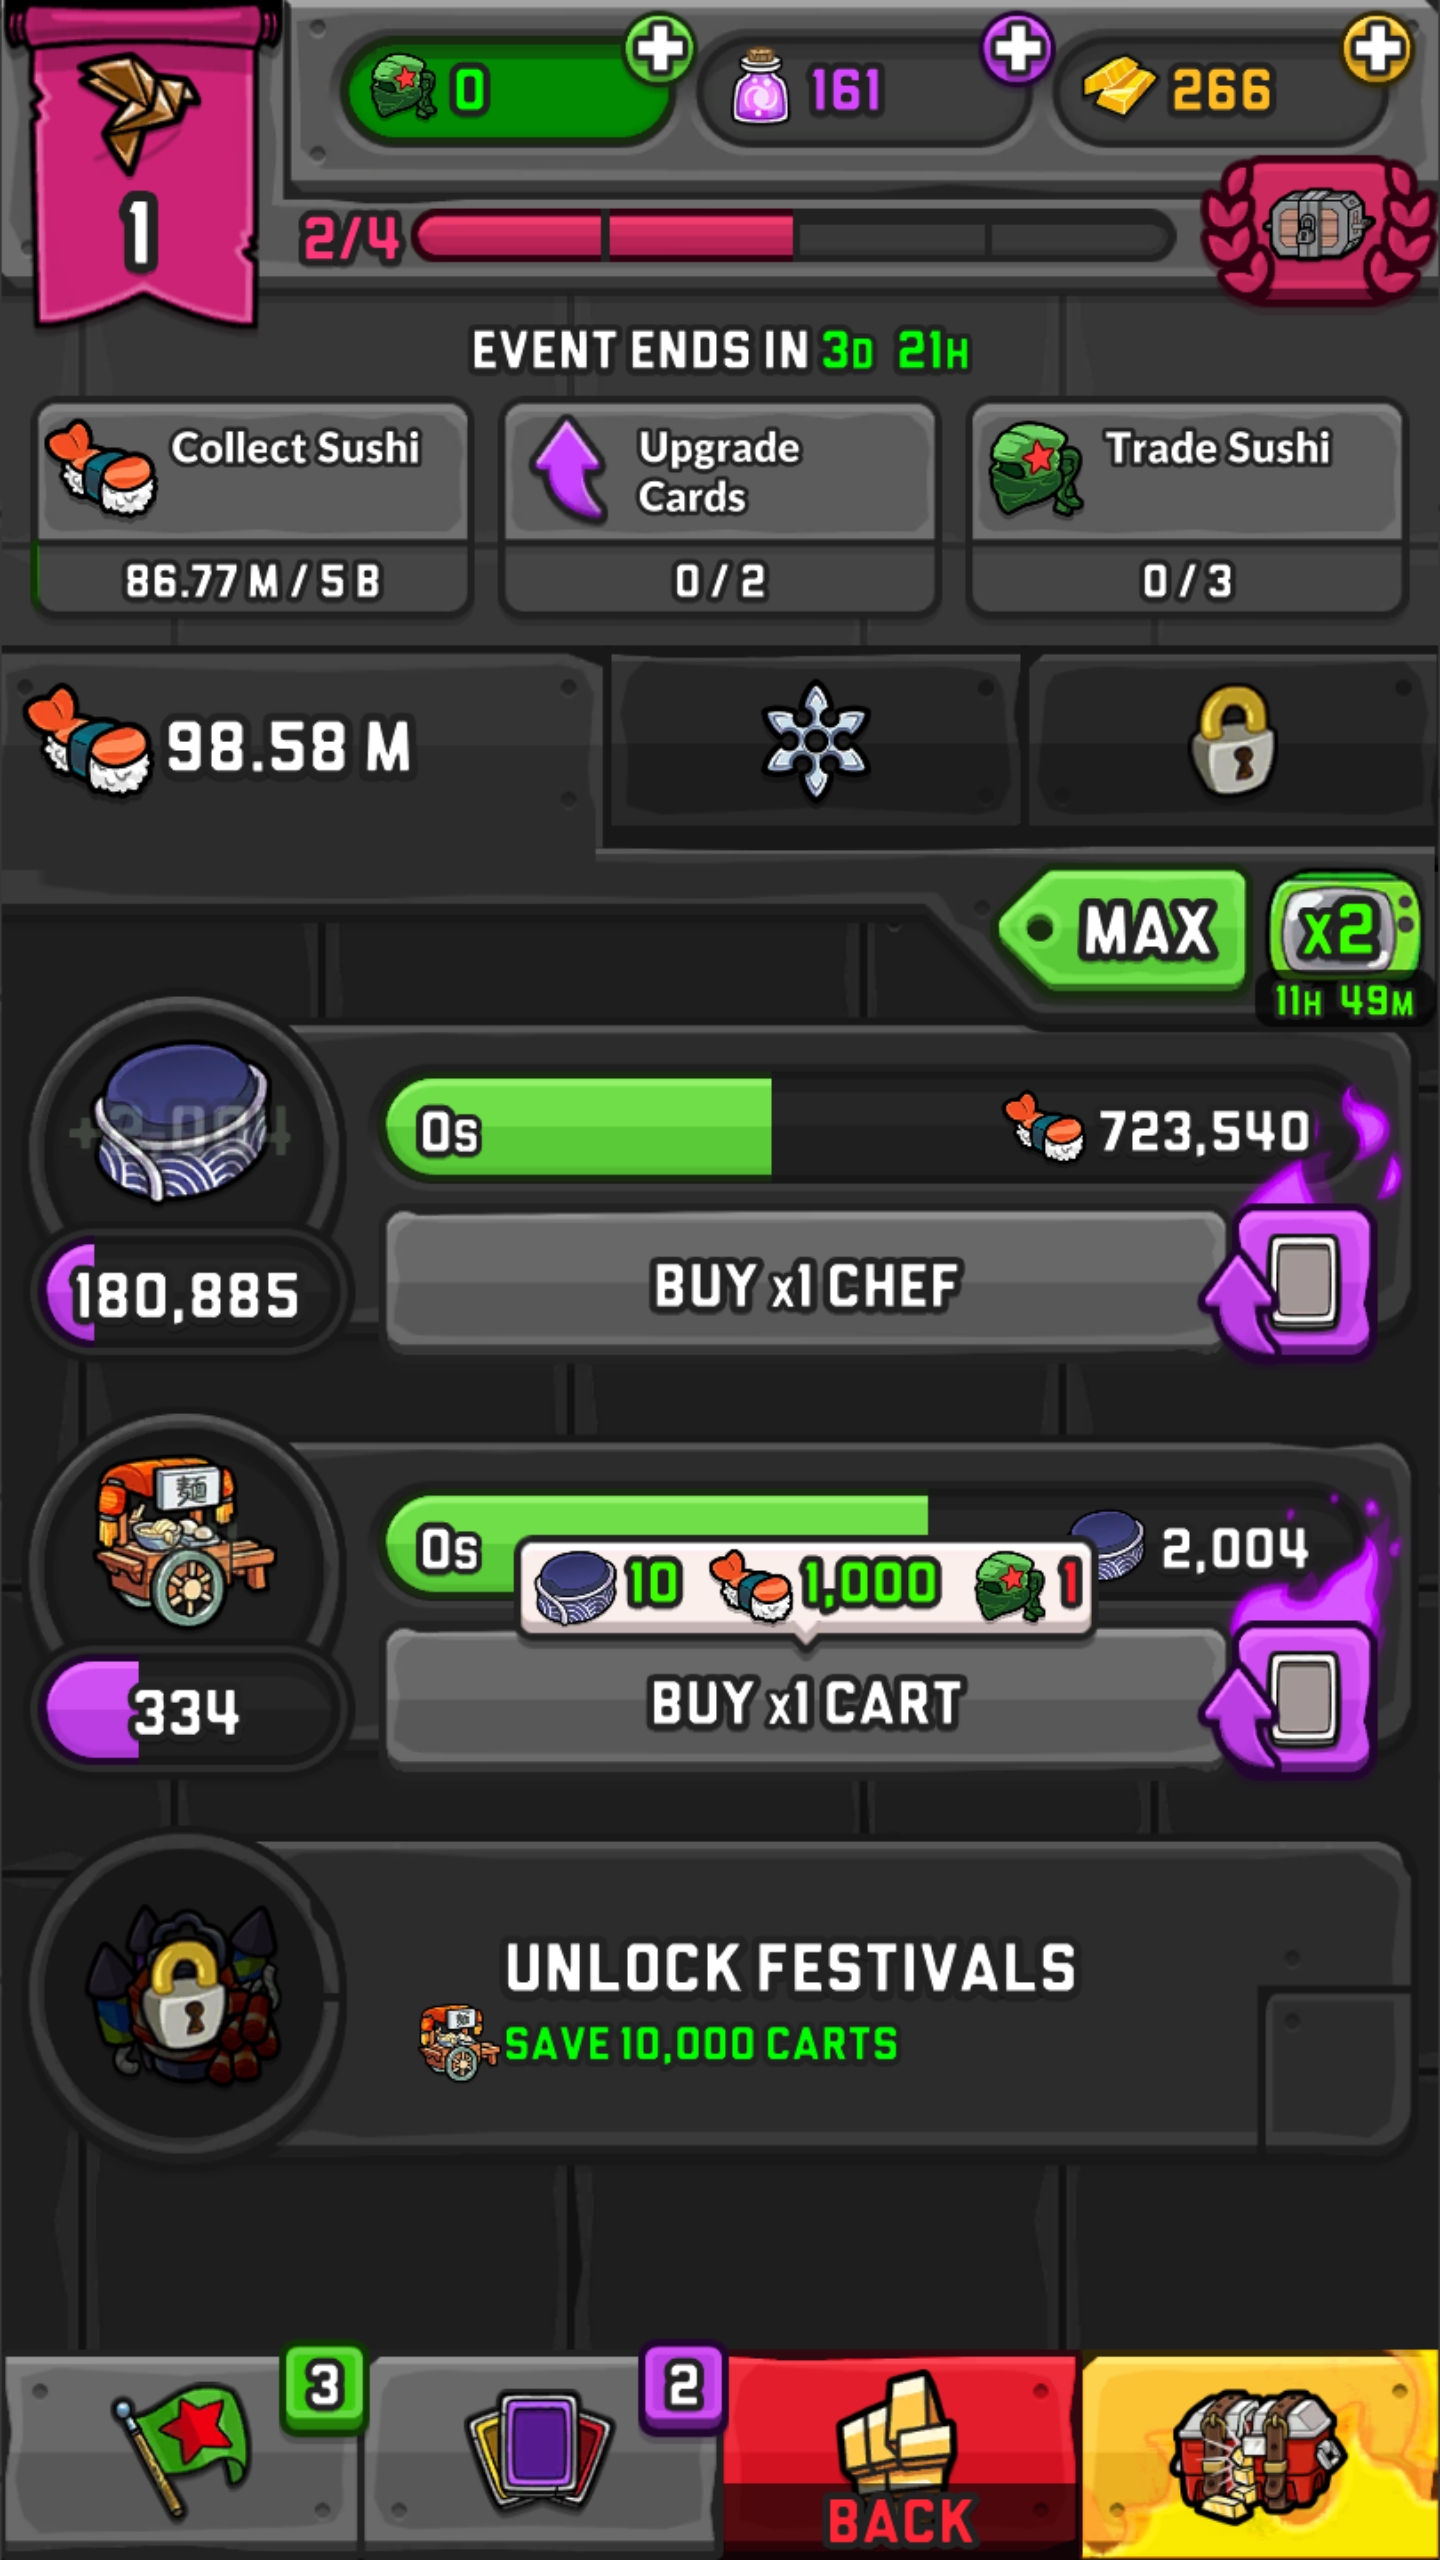 0
161
266
1
2/4
EVENT ENDS IN 3D 21H
Collect Sushi
86.77 M / 5 B
Upgrade
Cards
0 / 2
Trade Sushi
0 / 3
98.58 M
MAX
x2
11H 49M
+2,004
0s
723,540
180,885
BUY x1 CHEF
麺
0s
2,004
10
1,000
1
334
BUY x1 CART
UNLOCK FESTIVALS
SAVE 10,000 CARTS
3
2
BACK